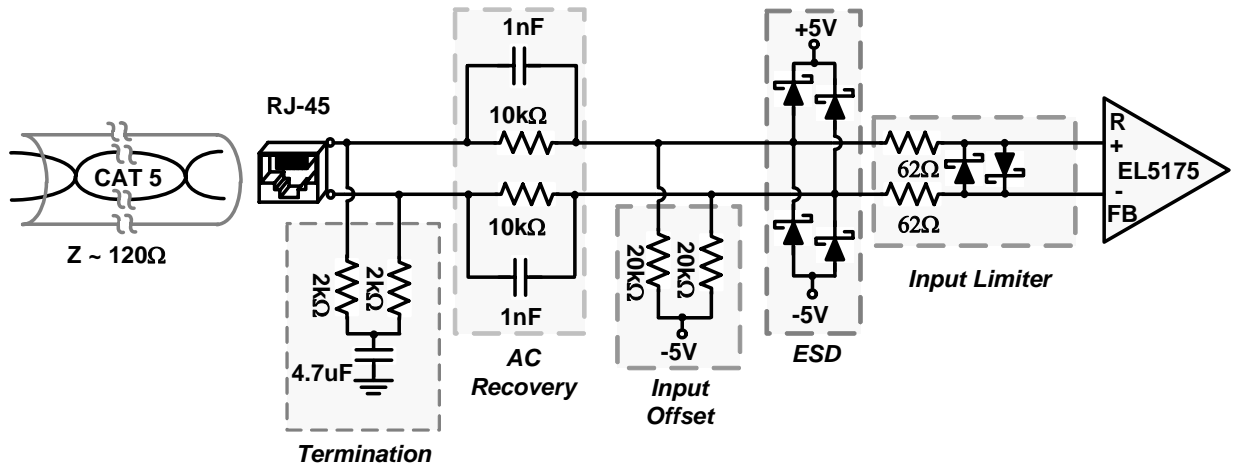 CAT 5
Z ~ 120Ω
RJ-45
2kΩ
2kΩ
4.7uF
Termination
1nF
10kΩ
10kΩ
1nF
AC
Recovery
20kΩ
20kΩ
-5V
Input
Offset
+5V
-5V
ESD
62Ω
62Ω
Input Limiter
R
+
EL5175
-
FB